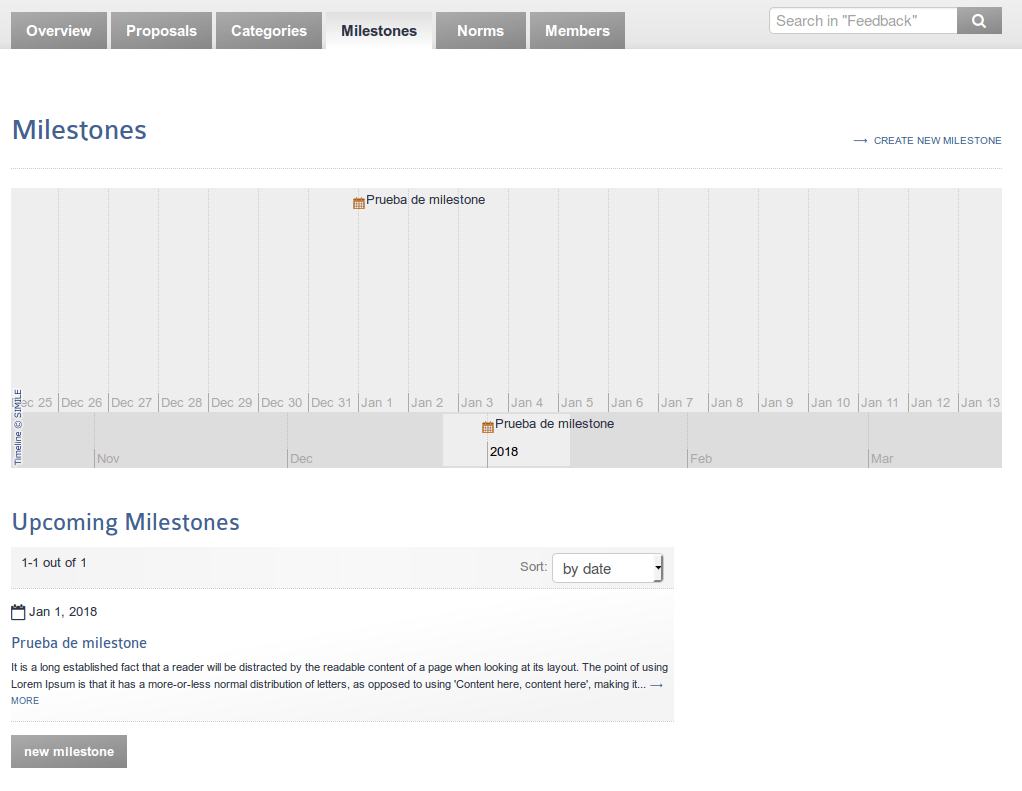 Overview Proposals Categories Milestones Norms Members Search in "Feedback"
Milestones
CREATE NEW MILESTONE
Prueba de milestone
Dec 25 Dec 26 Dec 27 Dec 28 Dec 29 Dec 30 Dec 31 Jan 1 Jan 2 Jan 3 Jan 4 Jan 5 Jan 6 Jan 7 Jan 8 Jan 9 Jan 10 Jan 11 Jan 12 Jan 13
Timeline © SIMILE
Prueba de milestone
Nov Dec 2018 Feb Mar
Upcoming Milestones
1-1 out of 1 Sort: by date
Jan 1, 2018
Prueba de milestone
It is a long established fact that a reader will be distracted by the readable content of a page when looking at its layout. The point of using
Lorem Ipsum is that it has a more-or-less normal distribution of letters, as opposed to using 'Content here, content here', making it... →
MORE
new milestone